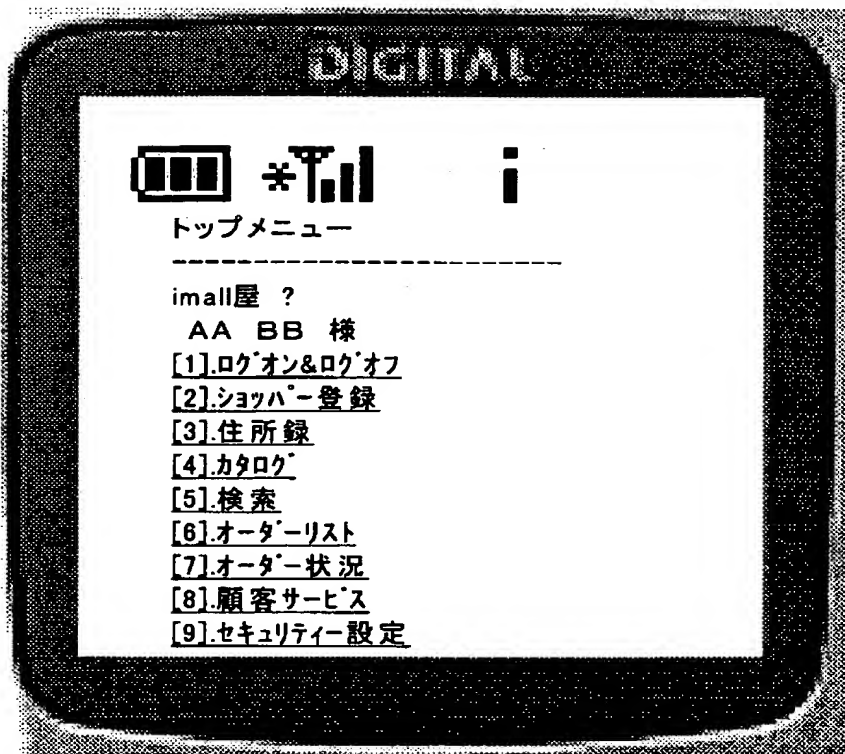 DIGITAL
トップメニュー
------------------------
imall屋 ?
AA BB 様
[1].ログオン&ログオフ
[2].ショッパー登録
[3].住所録
[4].カタログ
[5].検索
[6].オーダーリスト
[7].オーダー状況
[8].顧客サービス
[9].セキュリティー設定